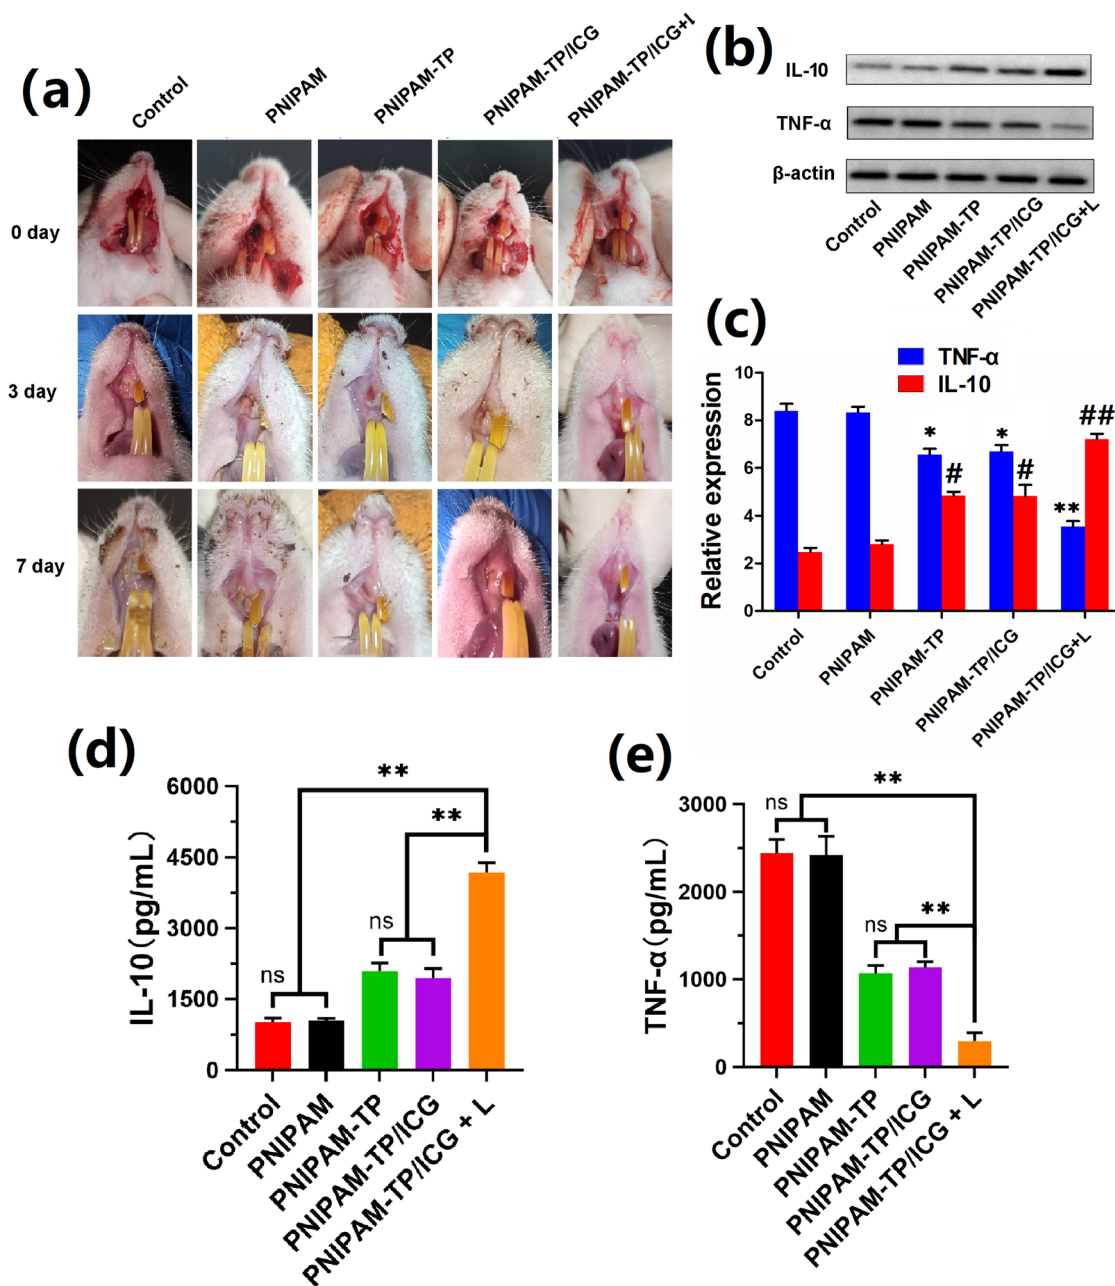 (a)
Control
PNIPAM
PNIPAM-TP
PNIPAM-TP/ICG
PNIPAM-TP/ICG+L
0 day
3 day
7 day
(b)
IL-10
TNF-α
β-actin
Control
PNIPAM
PNIPAM-TP
PNIPAM-TP/ICG
PNIPAM-TP/ICG+L
(c)
TNF-α
IL-10
Relative expression
10
8
6
4
2
0
*
#
*
#
**
##
Control
PNIPAM
PNIPAM-TP
PNIPAM-TP/ICG
PNIPAM-TP/ICG+L
(d)
IL-10(pg/mL)
6000
4500
3000
1500
0
**
**
ns
ns
Control
PNIPAM
PNIPAM-TP
PNIPAM-TP/ICG
PNIPAM-TP/ICG + L
(e)
TNF-α(pg/mL)
3000
2000
1000
0
ns
**
ns
**
Control
PNIPAM
PNIPAM-TP
PNIPAM-TP/ICG
PNIPAM-TP/ICG + L